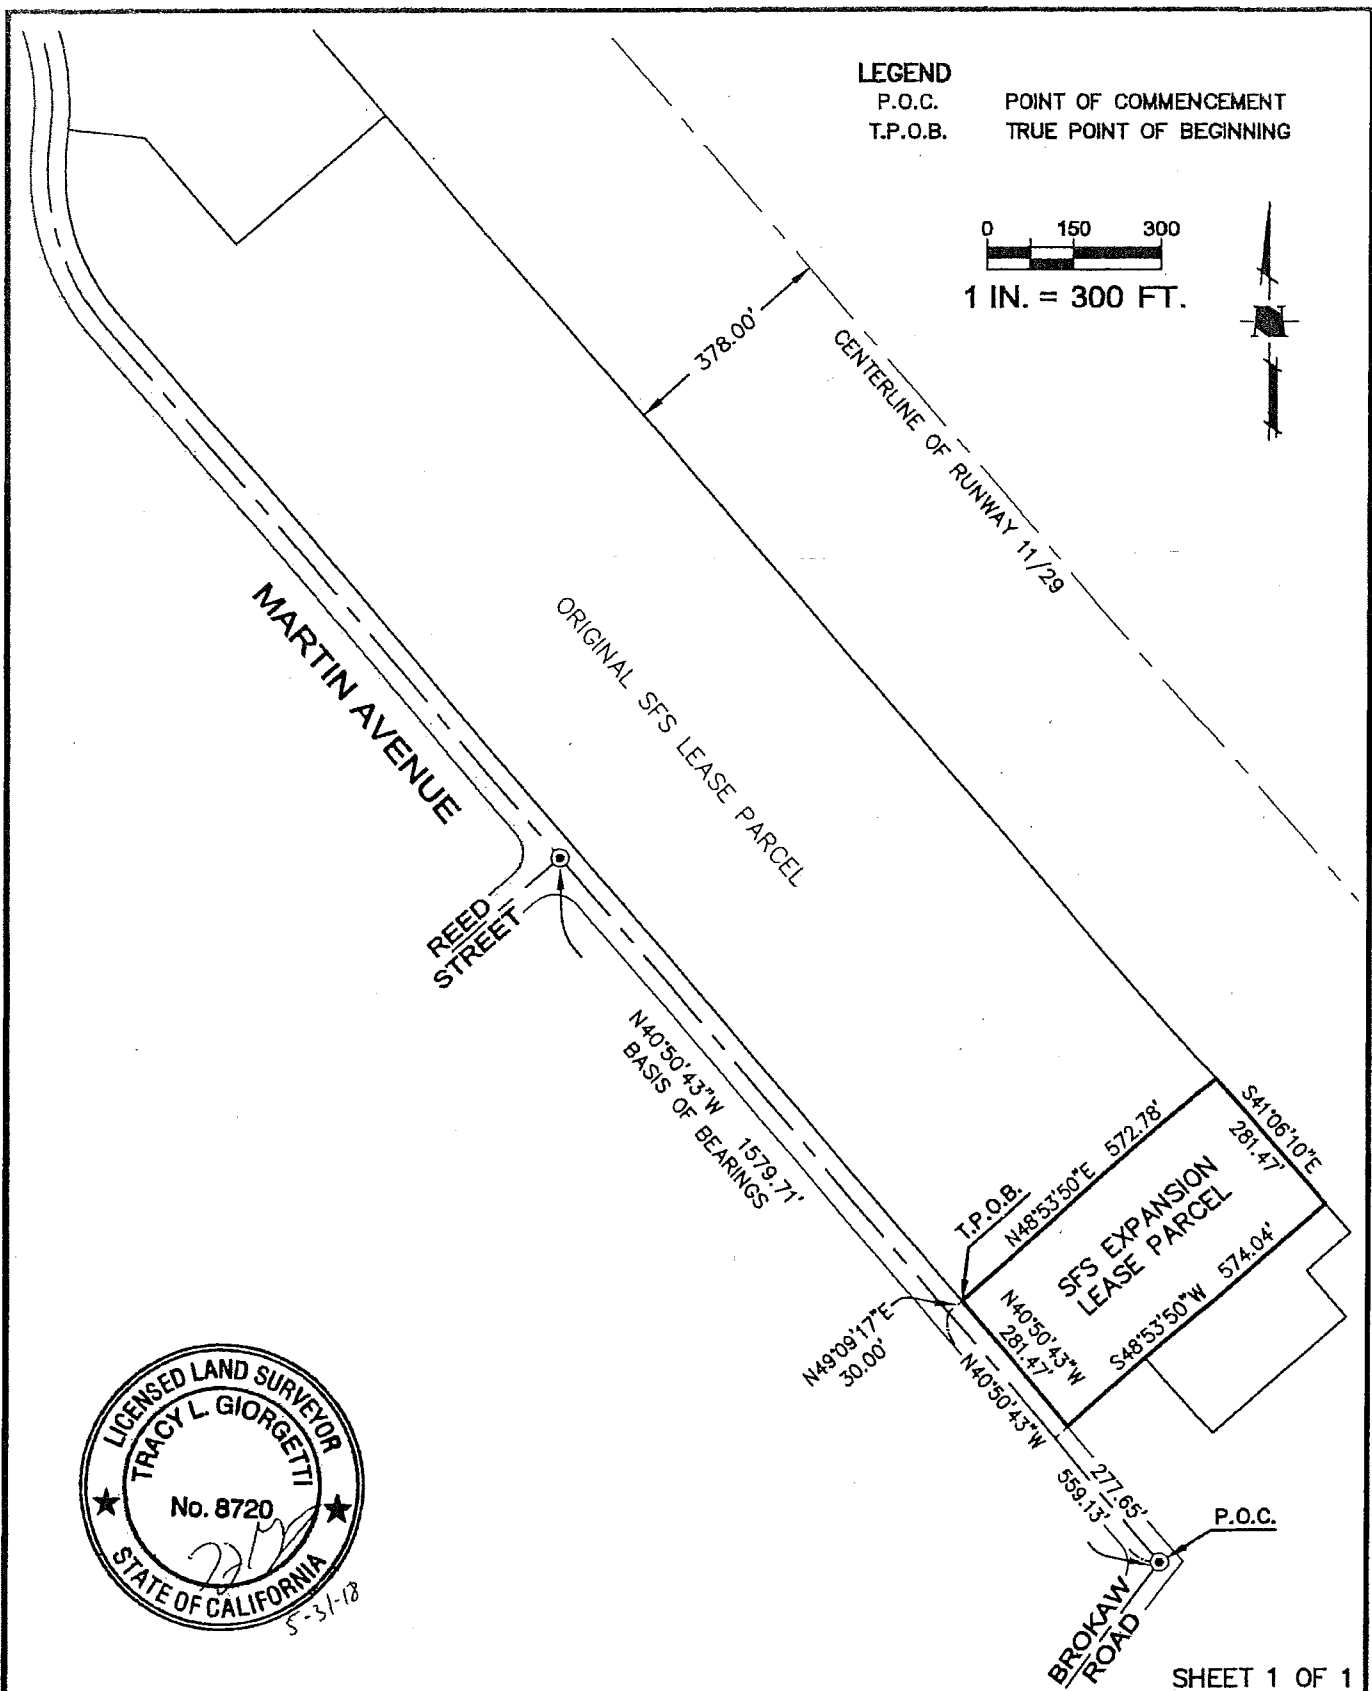 LEGEND
P.O.C. POINT OF COMMENCEMENT
T.P.O.B. TRUE POINT OF BEGINNING
0 150 300
1 IN. = 300 FT.
N
378.00'
CENTERLINE OF RUNWAY 11/29
ORIGINAL SFS LEASE PARCEL
MARTIN AVENUE
REED
STREET
N40°50'43"W 1579.71'
BASIS OF BEARINGS
T.P.O.B.
N48°53'50"E 572.78'
S41°06'10"E
281.47'
SFS EXPANSION
LEASE PARCEL
N40°50'43"W
281.47'
S48°53'50"W 574.04'
N49°09'17"E
30.00'
N40°50'43"W
559.13'
277.65'
P.O.C.
BROKAW
ROAD
LICENSED LAND SURVEYOR
TRACY L. GIORGETTI
No. 8720
STATE OF CALIFORNIA
5-31-18
SHEET 1 OF 1